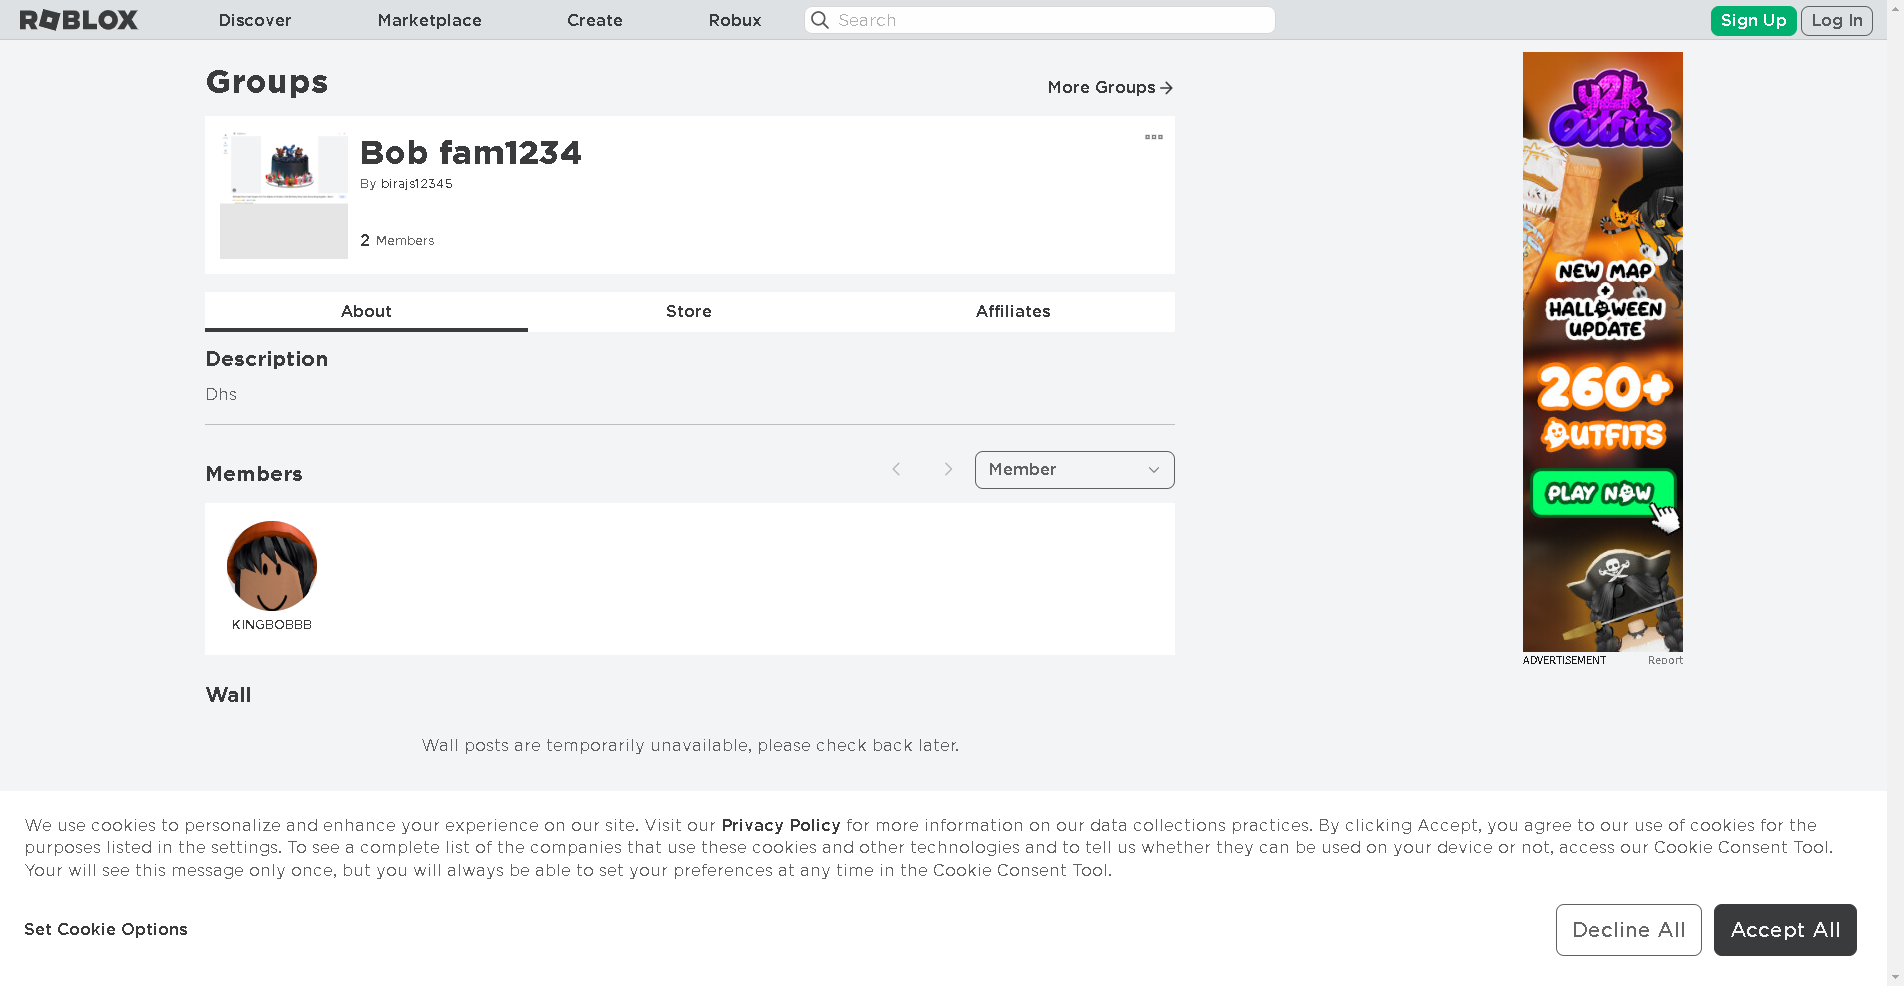 ROBLOX
Discover
Marketplace
Create
Robux
Search
Sign Up
Log In
Groups
More Groups
Bob fam1234
By birajs12345
2 Members
About
Store
Affiliates
Description
Dhs
Members
Member
KINGBOBBB
Wall
Wall posts are temporarily unavailable, please check back later.
y2k
Outfits
NEW MAP
+
HALLOWEEN
UPDATE
260+
OUTFITS
PLAY NOW
ADVERTISEMENT
Report
We use cookies to personalize and enhance your experience on our site. Visit our Privacy Policy for more information on our data collections practices. By clicking Accept, you agree to our use of cookies for the
purposes listed in the settings. To see a complete list of the companies that use these cookies and other technologies and to tell us whether they can be used on your device or not, access our Cookie Consent Tool.
Your will see this message only once, but you will always be able to set your preferences at any time in the Cookie Consent Tool.
Set Cookie Options
Decline All
Accept All